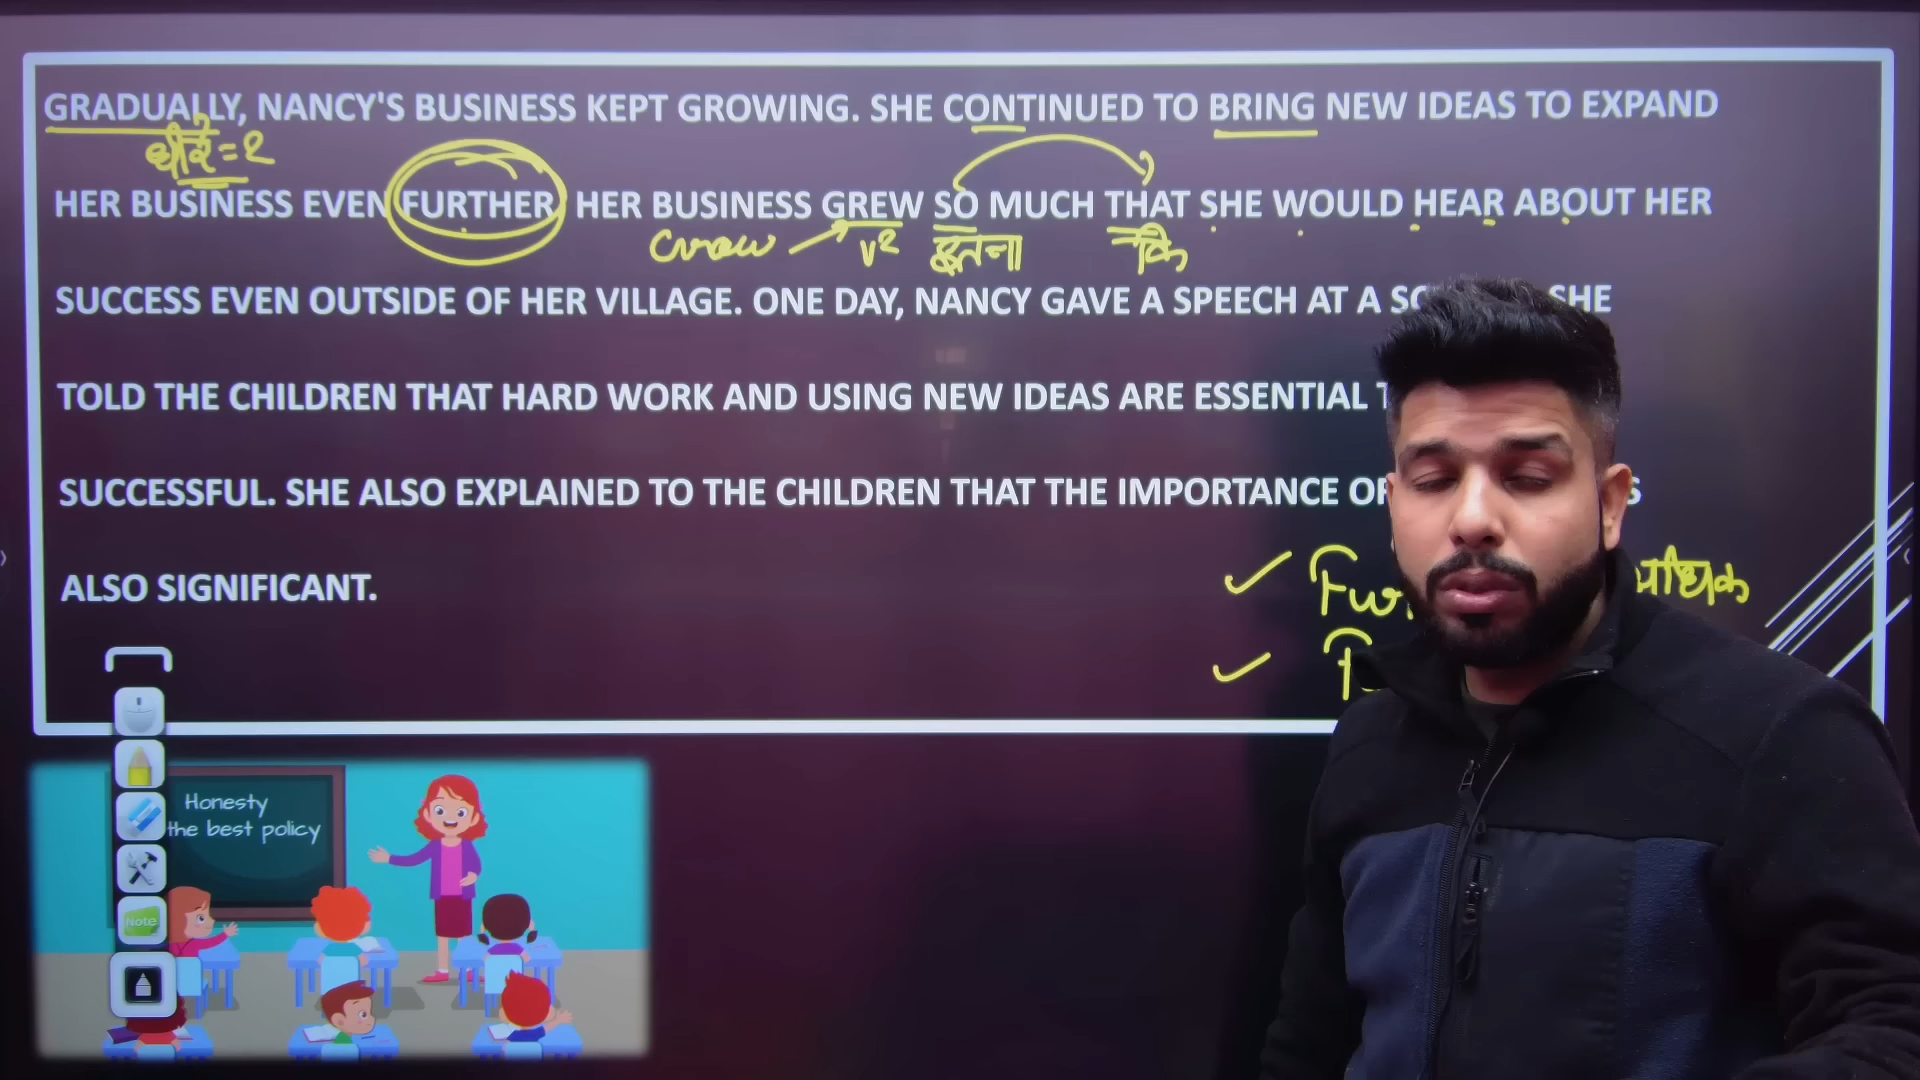 GRADUALLY, NANCY'S BUSINESS KEPT GROWING. SHE CONTINUED TO BRING NEW IDEAS TO EXPAND
धीरे=2
HER BUSINESS EVEN FURTHER HER BUSINESS GREW SO MUCH THAT SHE WOULD HEAR ABOUT HER
V2 इतना कि
SUCCESS EVEN OUTSIDE OF HER VILLAGE. ONE DAY, NANCY GAVE A SPEECH AT A SHE
TOLD THE CHILDREN THAT HARD WORK AND USING NEW IDEAS ARE ESSENTIAL
SUCCESSFUL. SHE ALSO EXPLAINED TO THE CHILDREN THAT THE IMPORTANCE
ALSO SIGNIFICANT.
Honesty
the best policy
Note